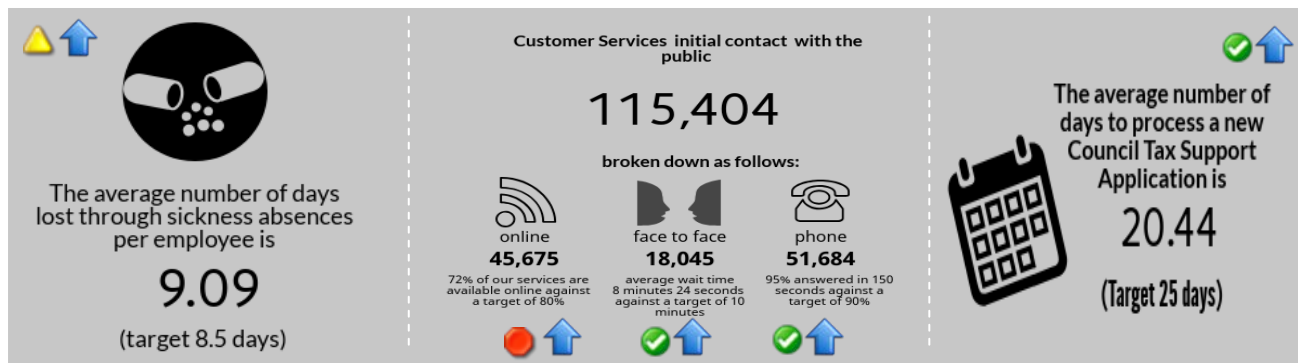 The average number of days
lost through sickness absences
per employee is
9.09
(target 8.5 days)
Customer Services initial contact with the
public
115,404
broken down as follows:
online
45,675
72% of our services are
available online against
a target of 80%
face to face
18,045
average wait time
8 minutes 24 seconds
against a target of 10
minutes
phone
51,684
95% answered in 150
seconds against a
target of 90%
The average number of
days to process a new
Council Tax Support
Application is
20.44
(Target 25 days)